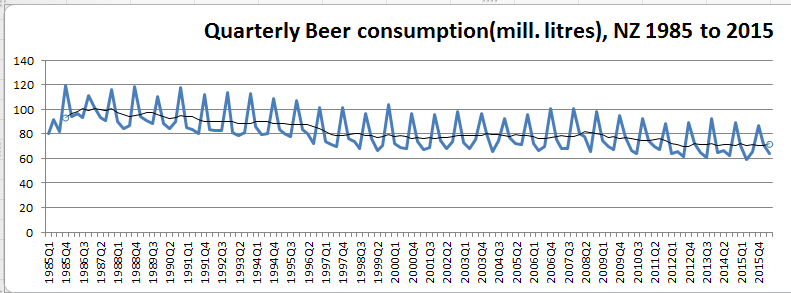 Quarterly Beer consumption(mill. litres), NZ 1985 to 2015
140
120
100
80
60
40
20
0
1985Q1
1985Q4
1986Q3
1987Q2
1988Q1
1988Q4
1989Q3
1990Q2
1991Q1
1991Q4
1992Q3
1993Q2
1994Q1
1994Q4
1995Q3
1996Q2
1997Q1
1997Q4
1998Q3
1999Q2
2000Q1
2000Q4
2001Q3
2002Q2
2003Q1
2003Q4
2004Q3
2005Q2
2006Q1
2006Q4
2007Q3
2008Q2
2009Q1
2009Q4
2010Q3
2011Q2
2012Q1
2012Q4
2013Q3
2014Q2
2015Q1
2015Q4